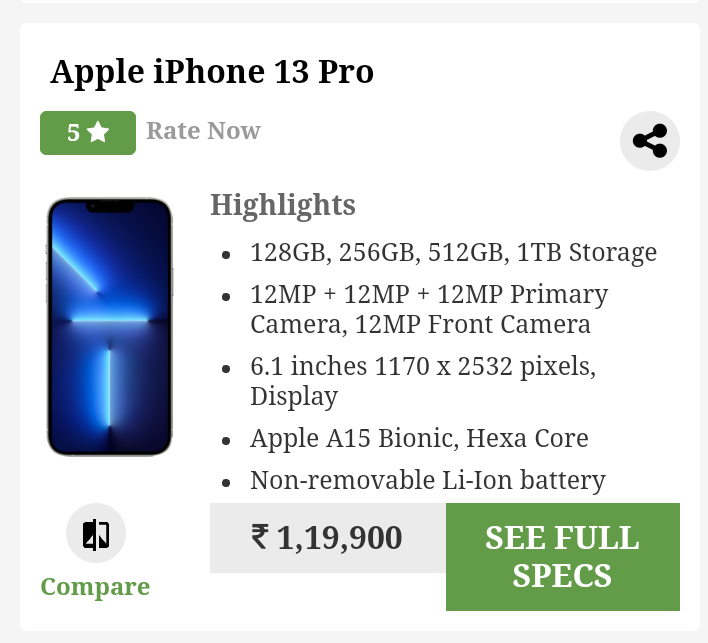 Apple iPhone 13 Pro
5
Rate Now
Highlights
128GB, 256GB, 512GB, 1TB Storage
12MP + 12MP + 12MP Primary
Camera, 12MP Front Camera
6.1 inches 1170 x 2532 pixels,
Display
Apple A15 Bionic, Hexa Core
Non-removable Li-Ion battery
Compare
₹ 1,19,900
SEE FULL
SPECS